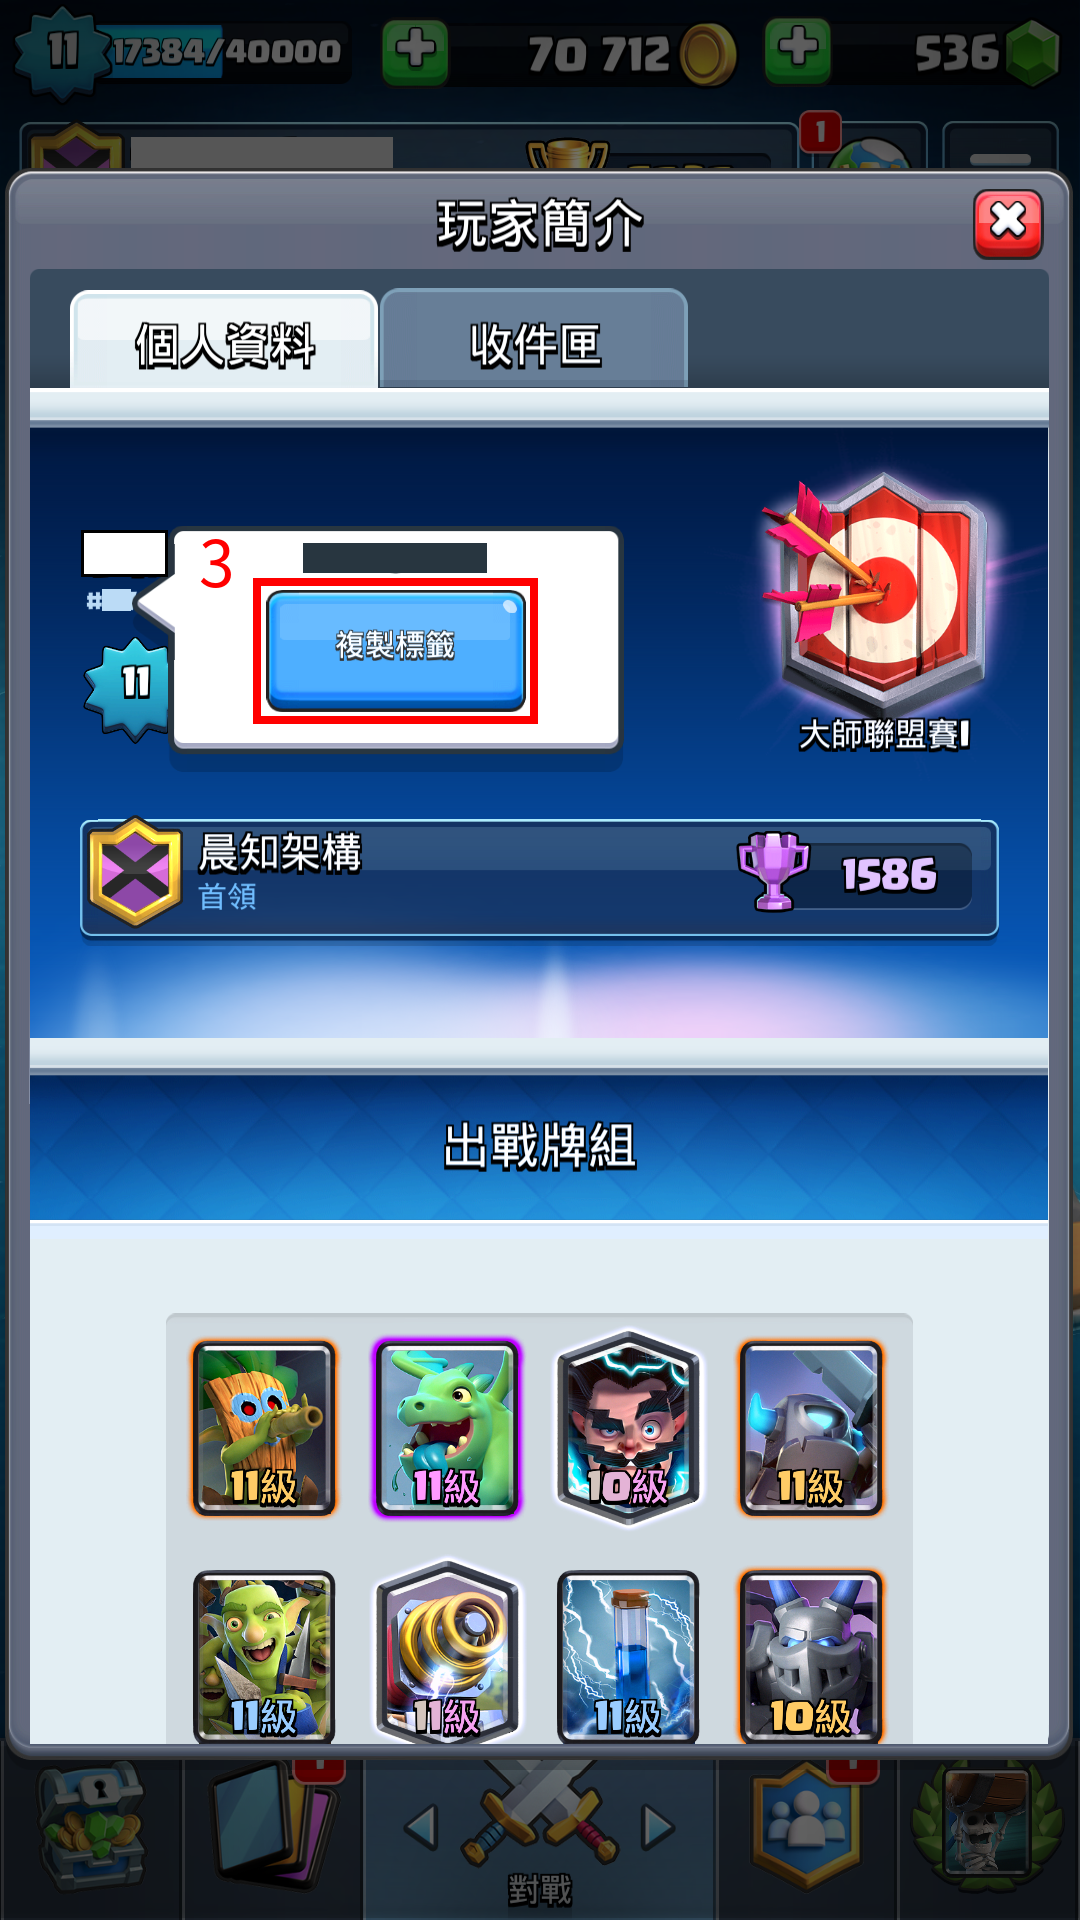 11 17384/40000 70 712 536
1
玩家簡介
個人資料 收件匣
3
#
複製標籤
11
大師聯盟賽I
晨知架構
首領
1586
出戰牌組
11級 11級 10級 11級
11級 11級 11級 10級
對戰